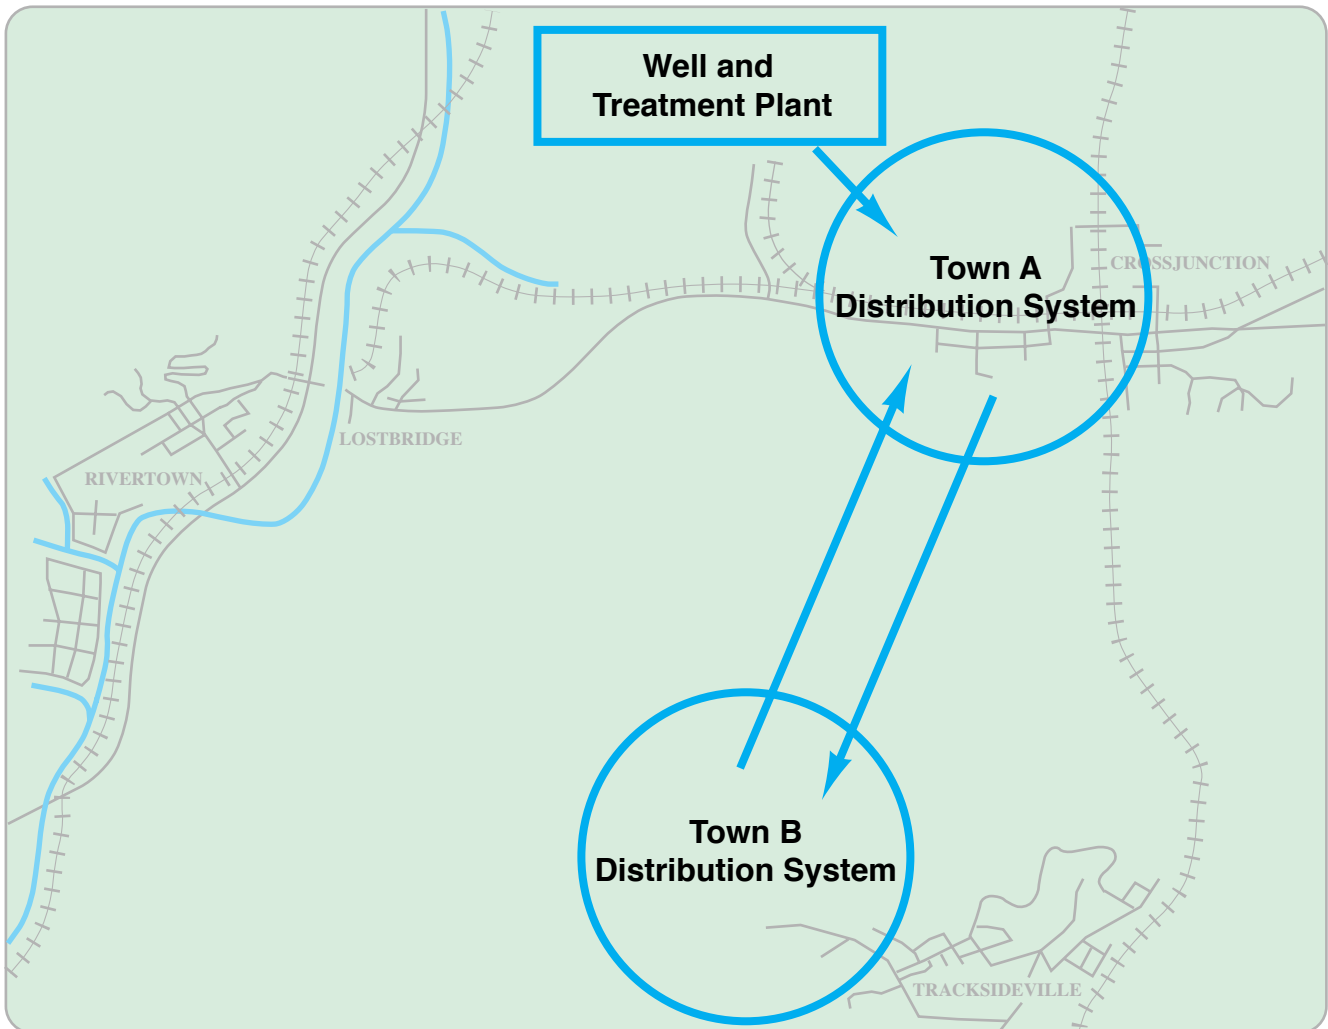 Well and
Treatment Plant
Town A
CROSSJUNCTION
Distribution System
LOSTBRIDGE
RIVERTOWN
Town B
Distribution System
TRACKSIDEVILLE